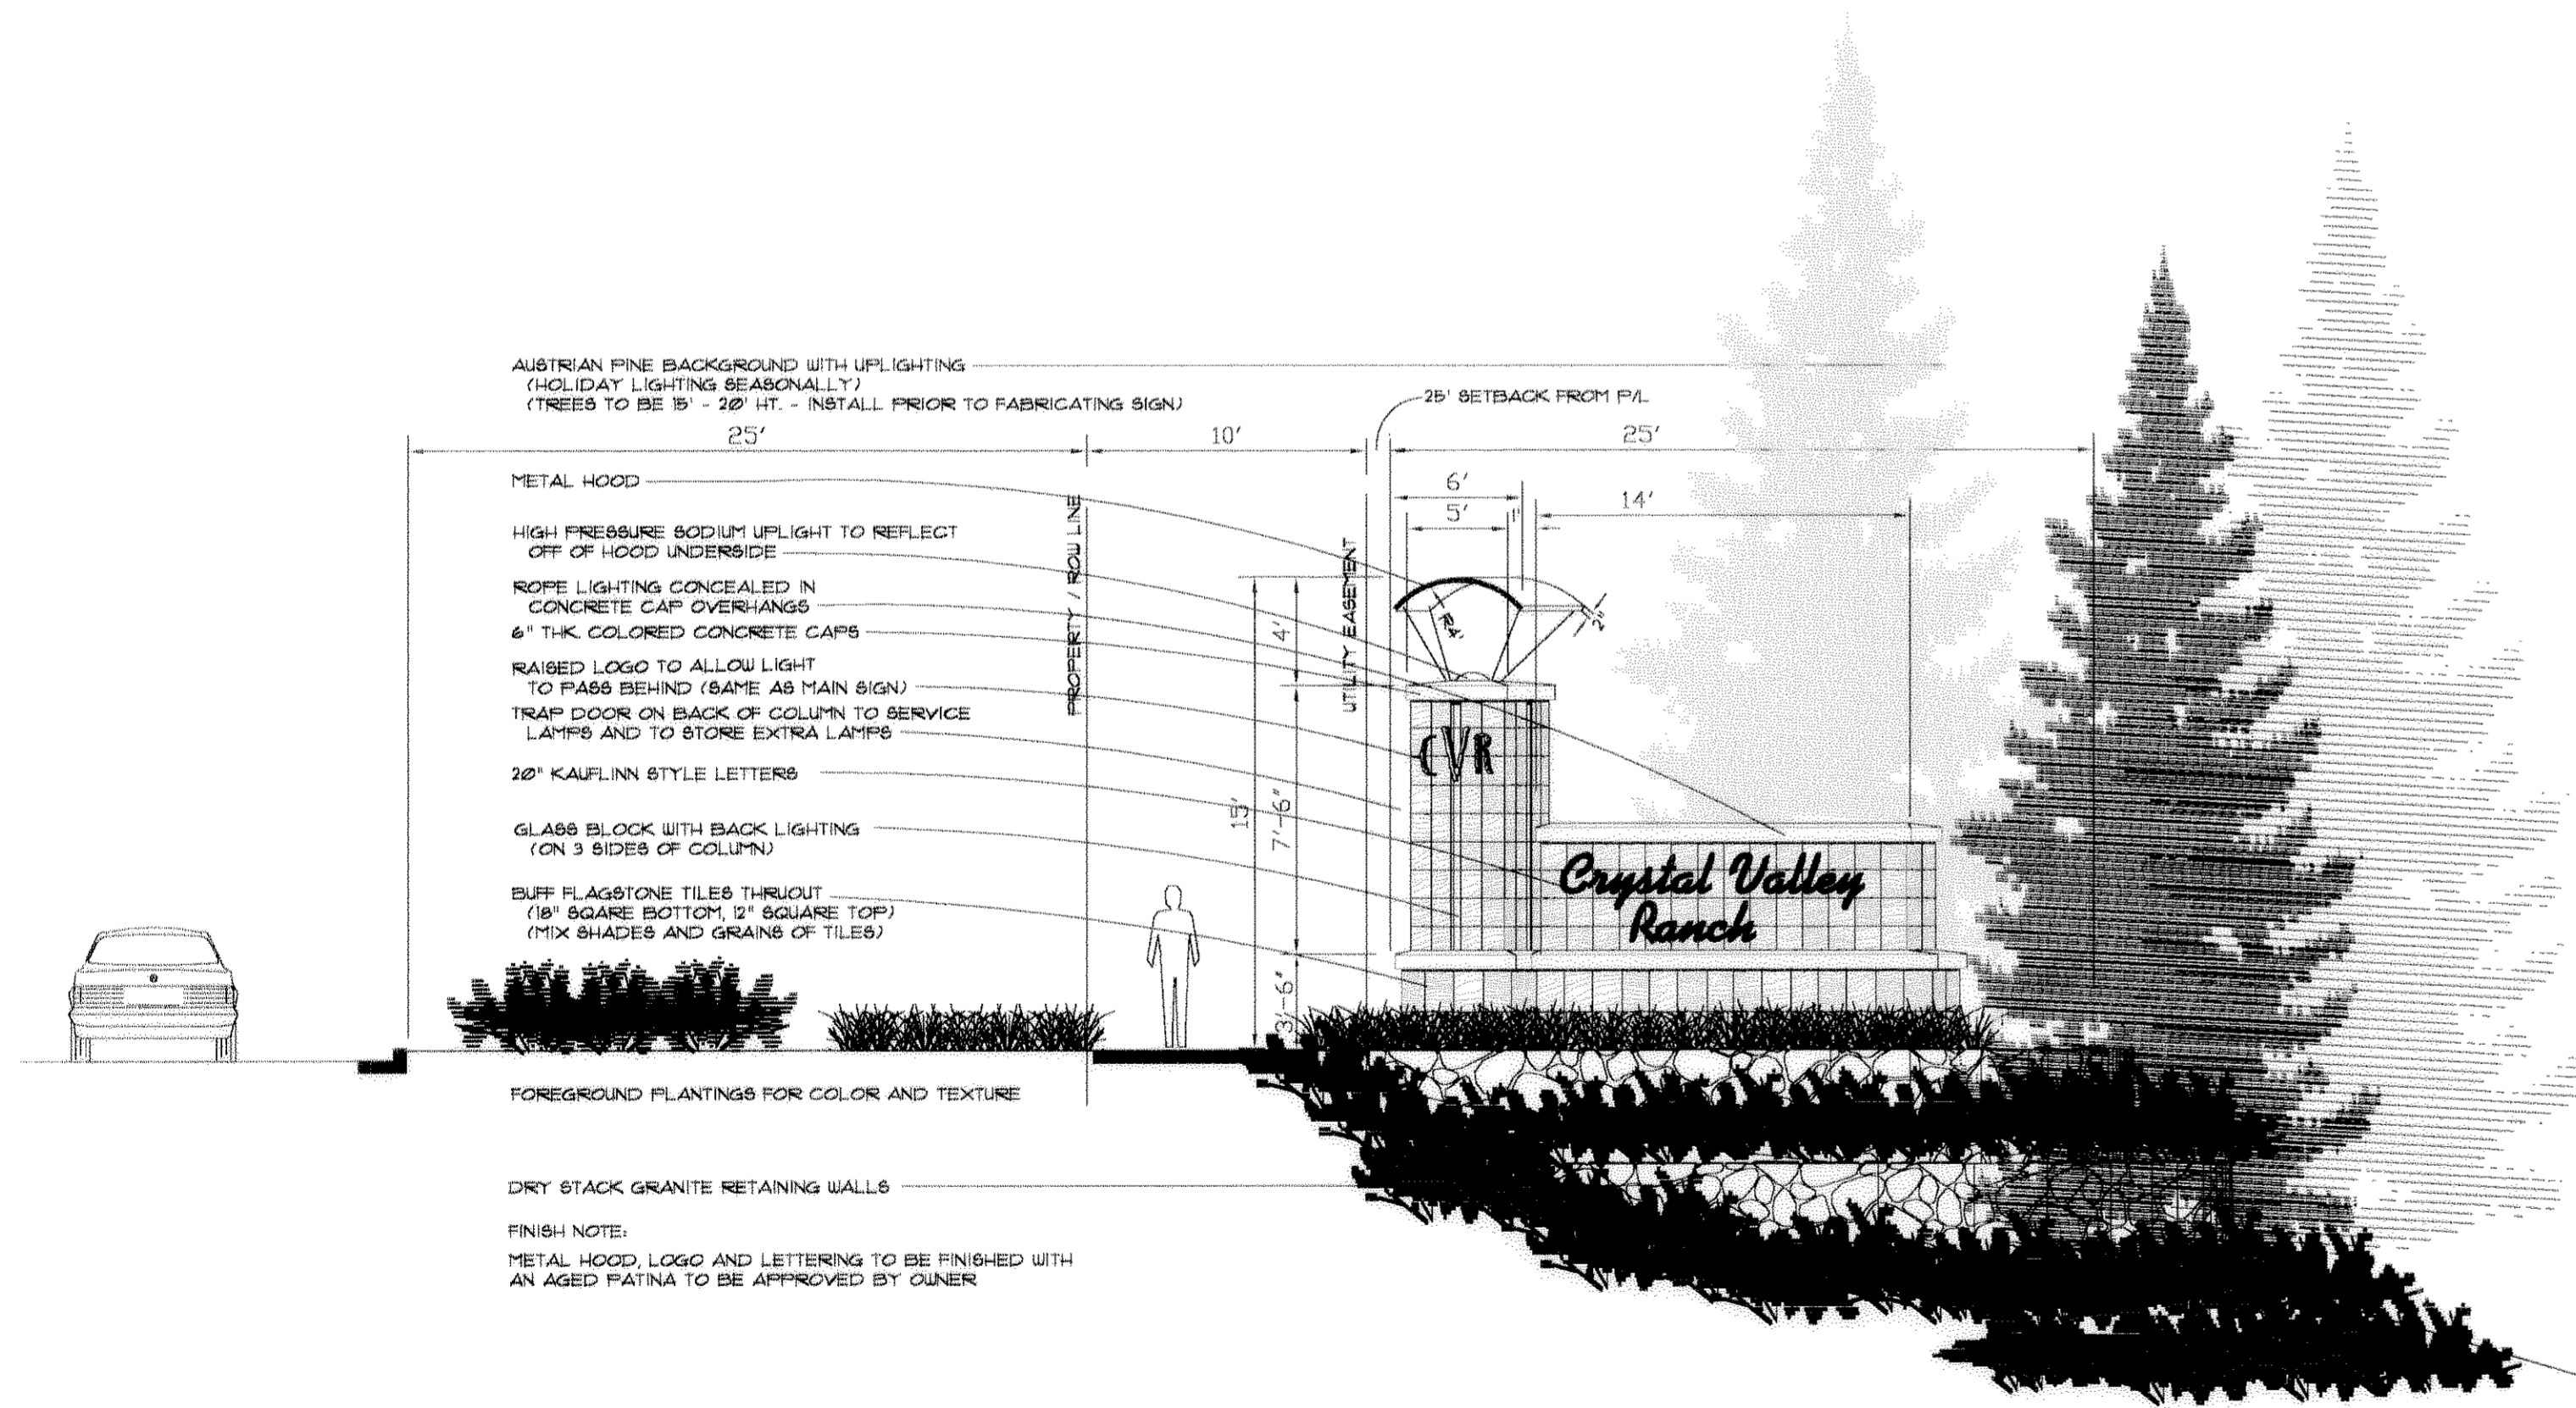 AUSTRIAN PINE BACKGROUND WITH UPLIGHTING
(HOLIDAY LIGHTING SEASONALLY)
(TREES TO BE 15' - 20' HT. - INSTALL PRIOR TO FABRICATING SIGN)
25' SETBACK FROM P/L
25'
10'
25'
METAL HOOD
6'
14'
5'
1'
HIGH PRESSURE SODIUM UPLIGHT TO REFLECT
OFF OF HOOD UNDERSIDE
PROPERTY / ROW LINE
UTILITY EASEMENT
ROPE LIGHTING CONCEALED IN
CONCRETE CAP OVERHANGS
6" THK. COLORED CONCRETE CAPS
4'
R4'
2"
RAISED LOGO TO ALLOW LIGHT
TO PASS BEHIND (SAME AS MAIN SIGN)
TRAP DOOR ON BACK OF COLUMN TO SERVICE
LAMPS AND TO STORE EXTRA LAMPS
CVR
20" KAUFLINN STYLE LETTERS
15'
7'-6"
GLASS BLOCK WITH BACK LIGHTING
(ON 3 SIDES OF COLUMN)
Crystal Valley
Ranch
BUFF FLAGSTONE TILES THRUOUT
(18" SQARE BOTTOM, 12" SQUARE TOP)
(MIX SHADES AND GRAINS OF TILES)
3'-6"
FOREGROUND PLANTINGS FOR COLOR AND TEXTURE
DRY STACK GRANITE RETAINING WALLS
FINISH NOTE:
METAL HOOD, LOGO AND LETTERING TO BE FINISHED WITH
AN AGED PATINA TO BE APPROVED BY OWNER